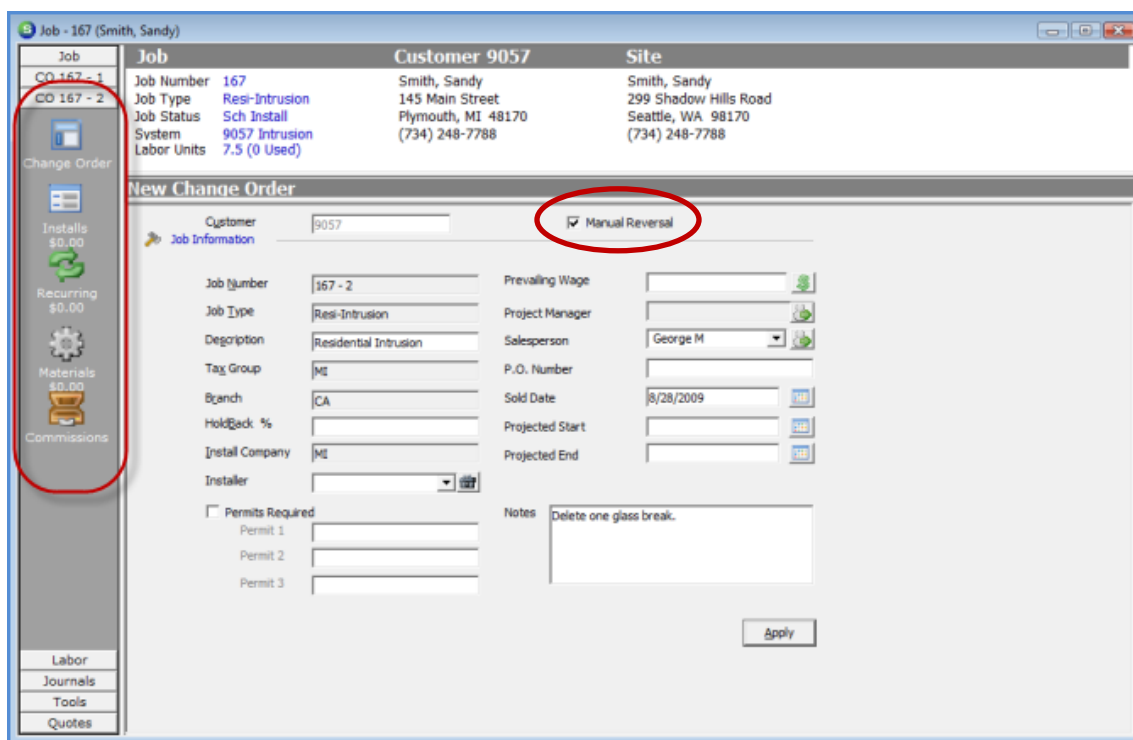 Job - 167 (Smith, Sandy)
Job
CO 167 - 1
CO 167 - 2
Change Order
Installs
$0.00
Recurring
$0.00
Materials
$0.00
Commissions
Labor
Journals
Tools
Quotes
Job Customer 9057 Site
Job Number 167 Smith, Sandy Smith, Sandy
Job Type Resi-Intrusion 145 Main Street 299 Shadow Hills Road
Job Status Sch Install Plymouth, MI 48170 Seattle, WA 98170
System 9057 Intrusion (734) 248-7788 (734) 248-7788
Labor Units 7.5 (0 Used)
New Change Order
Customer 9057 Manual Reversal
Job Information
Job Number 167 - 2 Prevailing Wage
Job Type Resi-Intrusion Project Manager
Description Residential Intrusion Salesperson George M
Tax Group MI P.O. Number
Branch CA Sold Date 8/28/2009
HoldBack % Projected Start
Install Company MI Projected End
Installer
Permits Required Notes Delete one glass break.
Permit 1
Permit 2
Permit 3
Apply